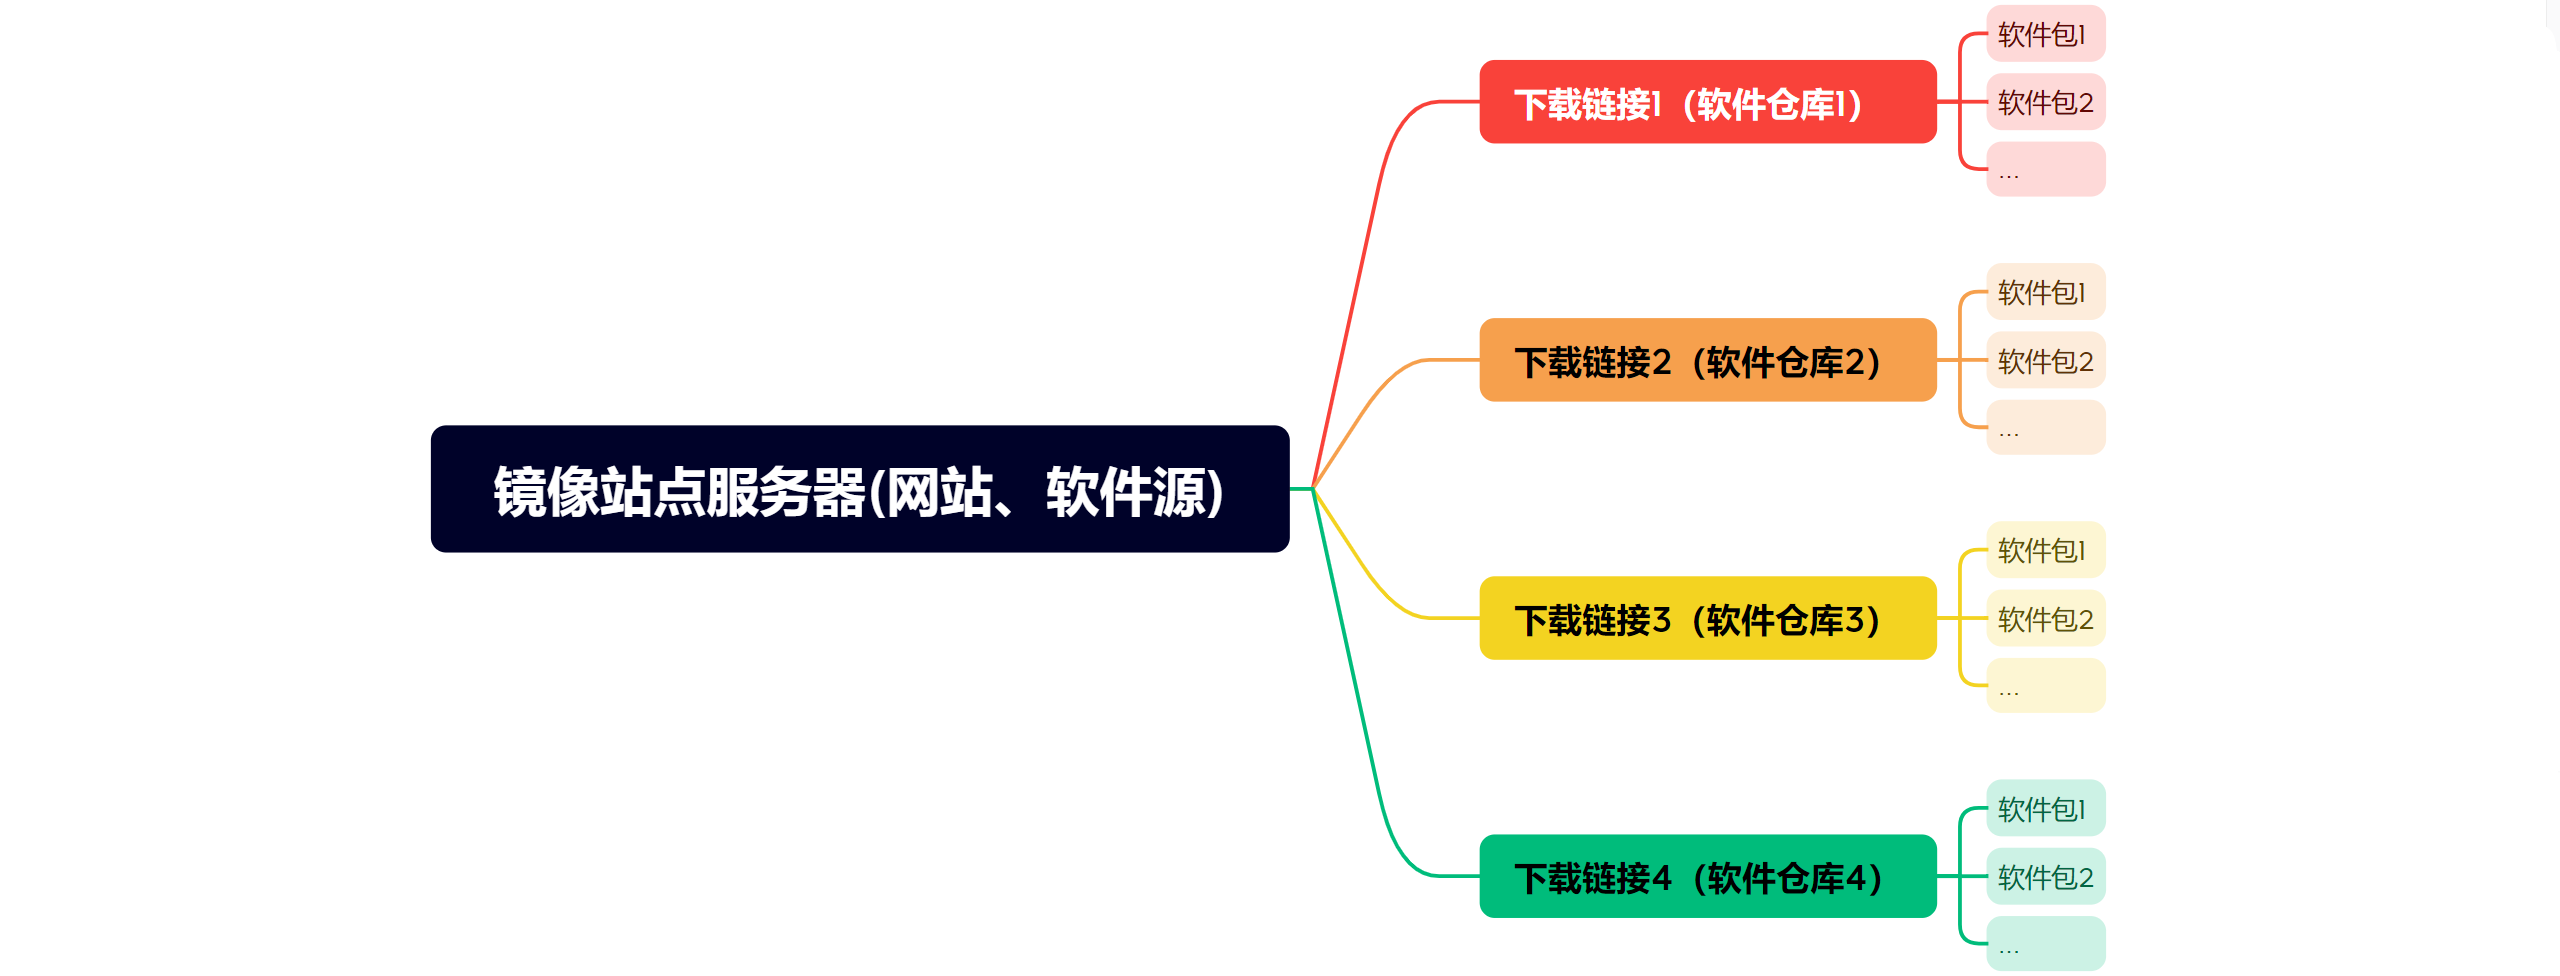 镜像站点服务器(网站、软件源)
下载链接1（软件仓库1）
软件包1
软件包2
...
下载链接2（软件仓库2）
软件包1
软件包2
...
下载链接3（软件仓库3）
软件包1
软件包2
...
下载链接4（软件仓库4）
软件包1
软件包2
...